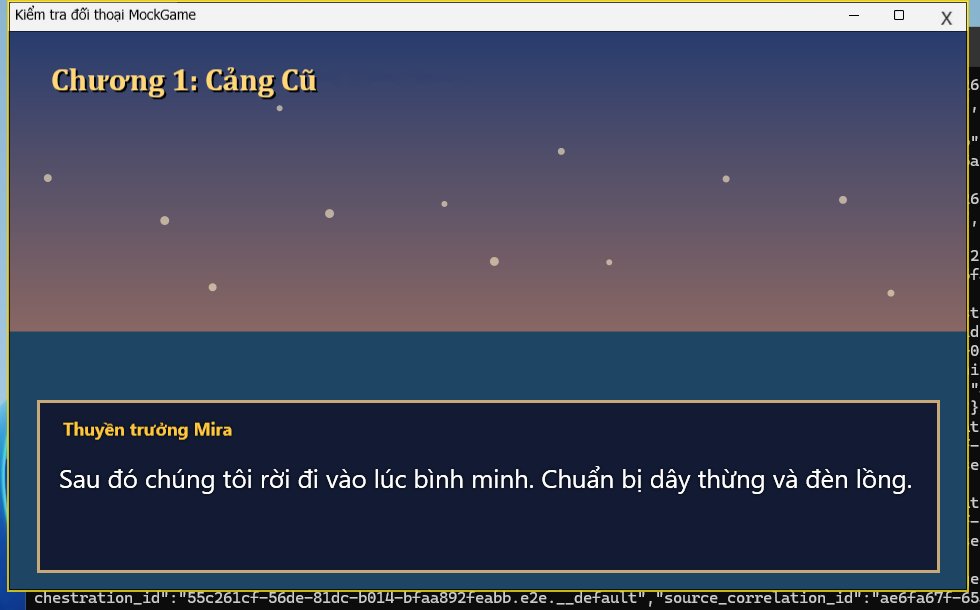 Kiểm tra đối thoại MockGame
Chương 1: Cảng Cũ
Thuyền trưởng Mira
Sau đó chúng tôi rời đi vào lúc bình minh. Chuẩn bị dây thừng và đèn lồng.
chestration_id":"55c261cf-56de-81dc-b014-bfaa892feabb.e2e.__default","source_correlation_id":"ae6fa67f-6